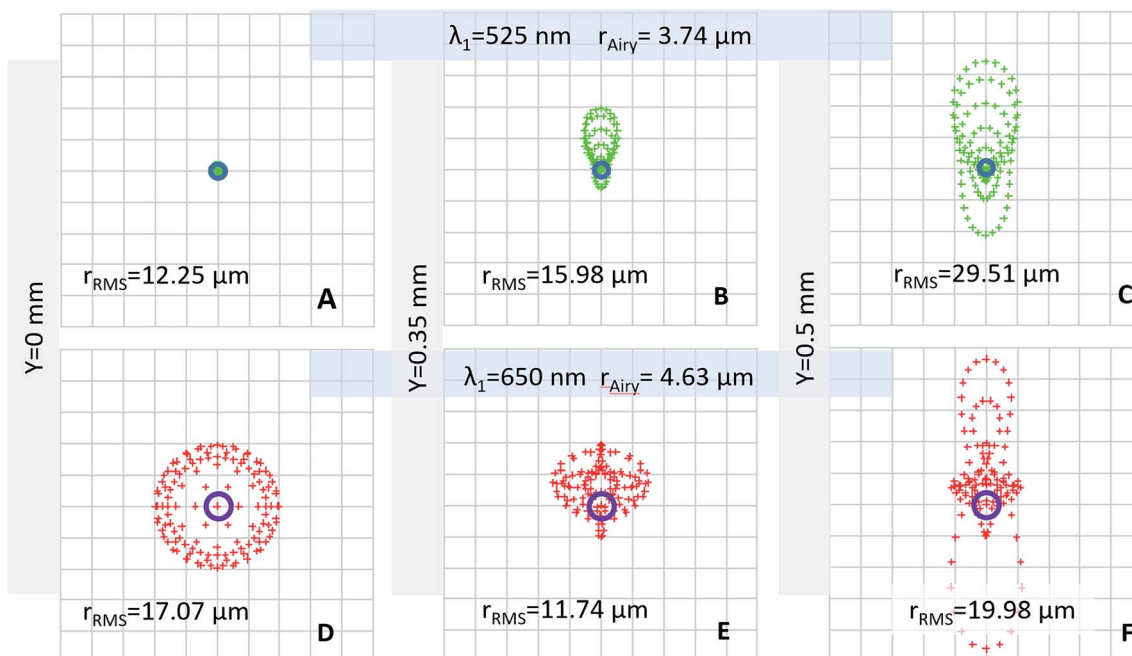 λ1=525 nm rAiry= 3.74 µm
Y=0 mm
rRMS=12.25 µm
A
Y=0.35 mm
rRMS=15.98 µm
B
Y=0.5 mm
rRMS=29.51 µm
C
λ1=650 nm rAiry= 4.63 µm
rRMS=17.07 µm
D
rRMS=11.74 µm
E
rRMS=19.98 µm
F